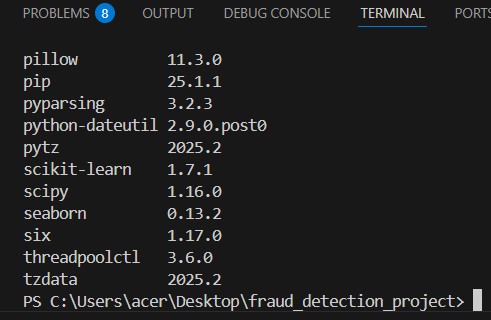 PROBLEMS 8 OUTPUT DEBUG CONSOLE TERMINAL PORTS
pillow 11.3.0
pip 25.1.1
pyparsing 3.2.3
python-dateutil 2.9.0.post0
pytz 2025.2
scikit-learn 1.7.1
scipy 1.16.0
seaborn 0.13.2
six 1.17.0
threadpoolctl 3.6.0
tzdata 2025.2
PS C:\Users\acer\Desktop\fraud_detection_project>